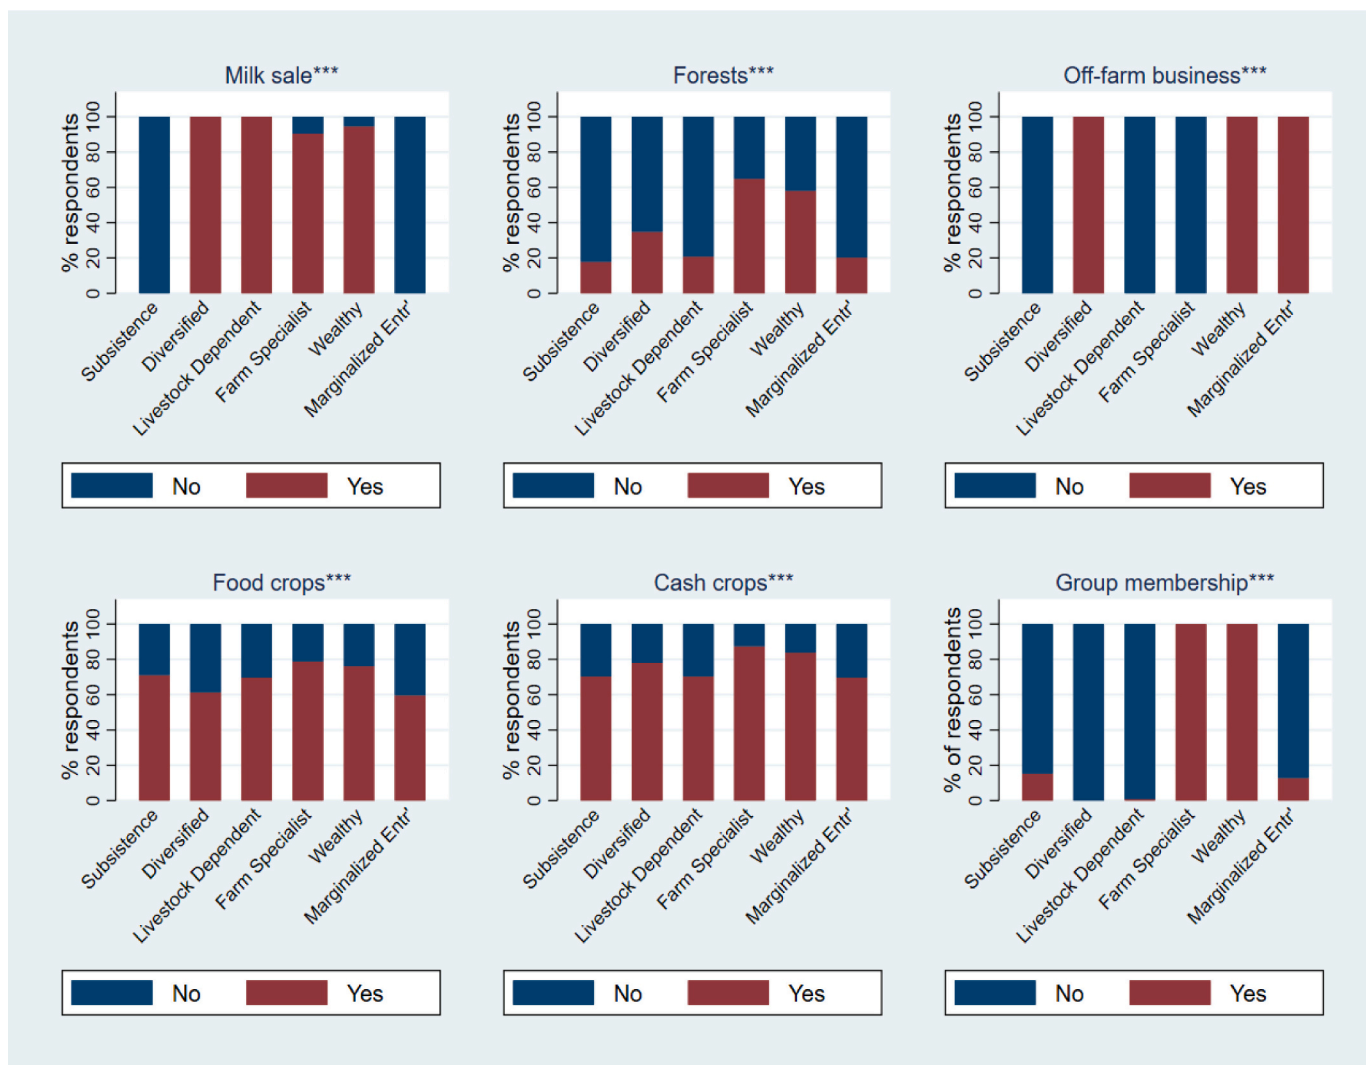 Milk sale***
% respondents
0 20 40 60 80 100
Subsistence
Diversified
Livestock Dependent
Farm Specialist
Wealthy
Marginalized Entr'
No Yes
Forests***
% respondents
0 20 40 60 80 100
Subsistence
Diversified
Livestock Dependent
Farm Specialist
Wealthy
Marginalized Entr'
No Yes
Off-farm business***
% respondents
0 20 40 60 80 100
Subsistence
Diversified
Livestock Dependent
Farm Specialist
Wealthy
Marginalized Entr'
No Yes
Food crops***
% respondents
0 20 40 60 80 100
Subsistence
Diversified
Livestock Dependent
Farm Specialist
Wealthy
Marginalized Entr'
No Yes
Cash crops***
% respondents
0 20 40 60 80 100
Subsistence
Diversified
Livestock Dependent
Farm Specialist
Wealthy
Marginalized Entr'
No Yes
Group membership***
% of respondents
0 20 40 60 80 100
Subsistence
Diversified
Livestock Dependent
Farm Specialist
Wealthy
Marginalized Entr'
No Yes